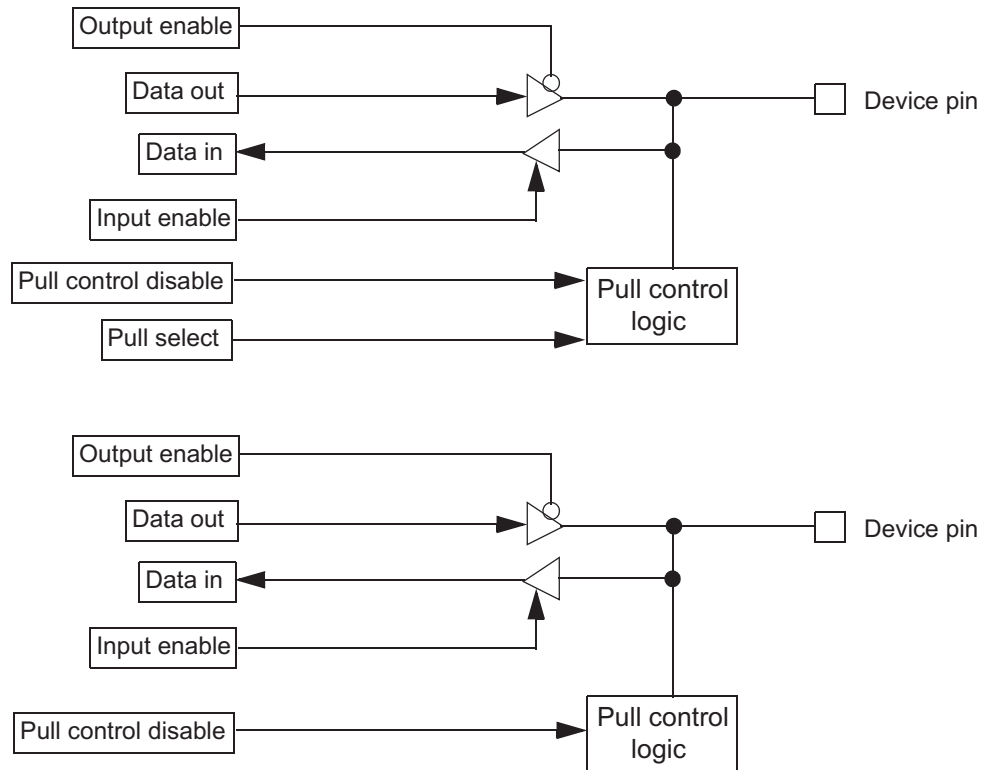 Output enable
Data out
Device pin
Data in
Input enable
Pull control disable
Pull control
logic
Pull select
Output enable
Data out
Device pin
Data in
Input enable
Pull control disable
Pull control
logic